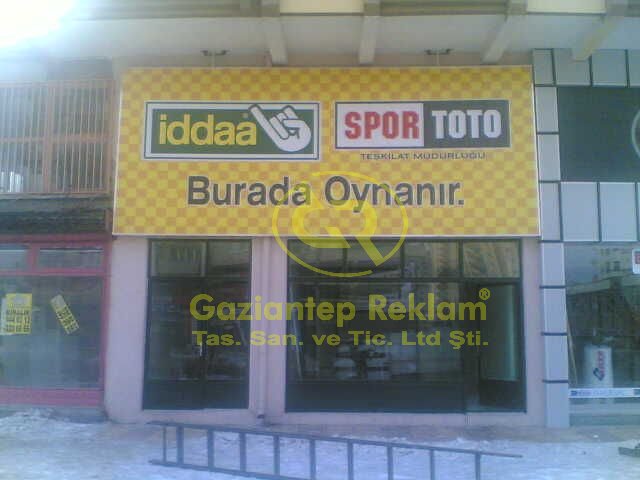 iddaa
SPOR TOTO
TEŞKİLAT MÜDÜRLÜĞÜ
Burada Oynanır.
Gaziantep Reklam®
Tas. San. ve Tic. Ltd Şti.